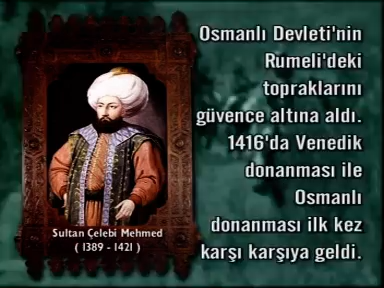 Osmanlı Devleti'nin
Rumeli'deki
topraklarını
güvence altına aldı.
1416'da Venedik
donanması ile
Osmanlı
donanması ilk kez
karşı karşıya geldi.
Sultan Çelebi Mehmed
( 1389 - 1421 )